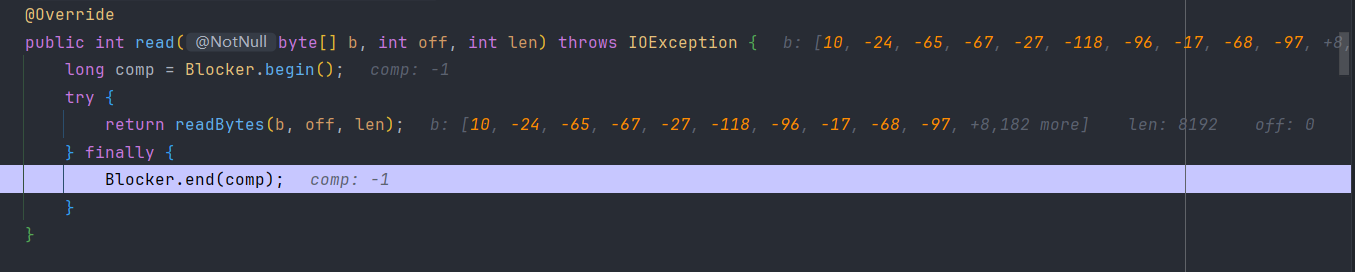 @Override
public int read( @NotNull byte[] b, int off, int len) throws IOException {   b: [10, -24, -65, -67, -27, -118, -96, -17, -68, -97, +8,
long comp = Blocker.begin();   comp: -1
try {
return readBytes(b, off, len);   b: [10, -24, -65, -67, -27, -118, -96, -17, -68, -97, +8,182 more]   len: 8192   off: 0
} finally {
Blocker.end(comp);   comp: -1
}
}